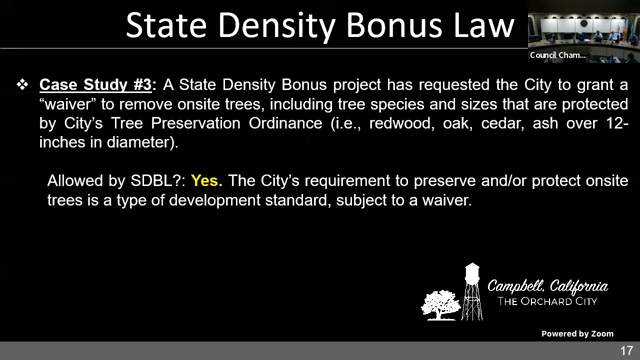 State Density Bonus Law
Council Cham...
❖ Case Study #3: A State Density Bonus project has requested the City to grant a
“waiver” to remove onsite trees, including tree species and sizes that are protected
by City’s Tree Preservation Ordinance (i.e., redwood, oak, cedar, ash over 12-
inches in diameter).
Allowed by SDBL?: Yes. The City’s requirement to preserve and/or protect onsite
trees is a type of development standard, subject to a waiver.
Campbell, California
THE ORCHARD CITY
Powered by Zoom
17